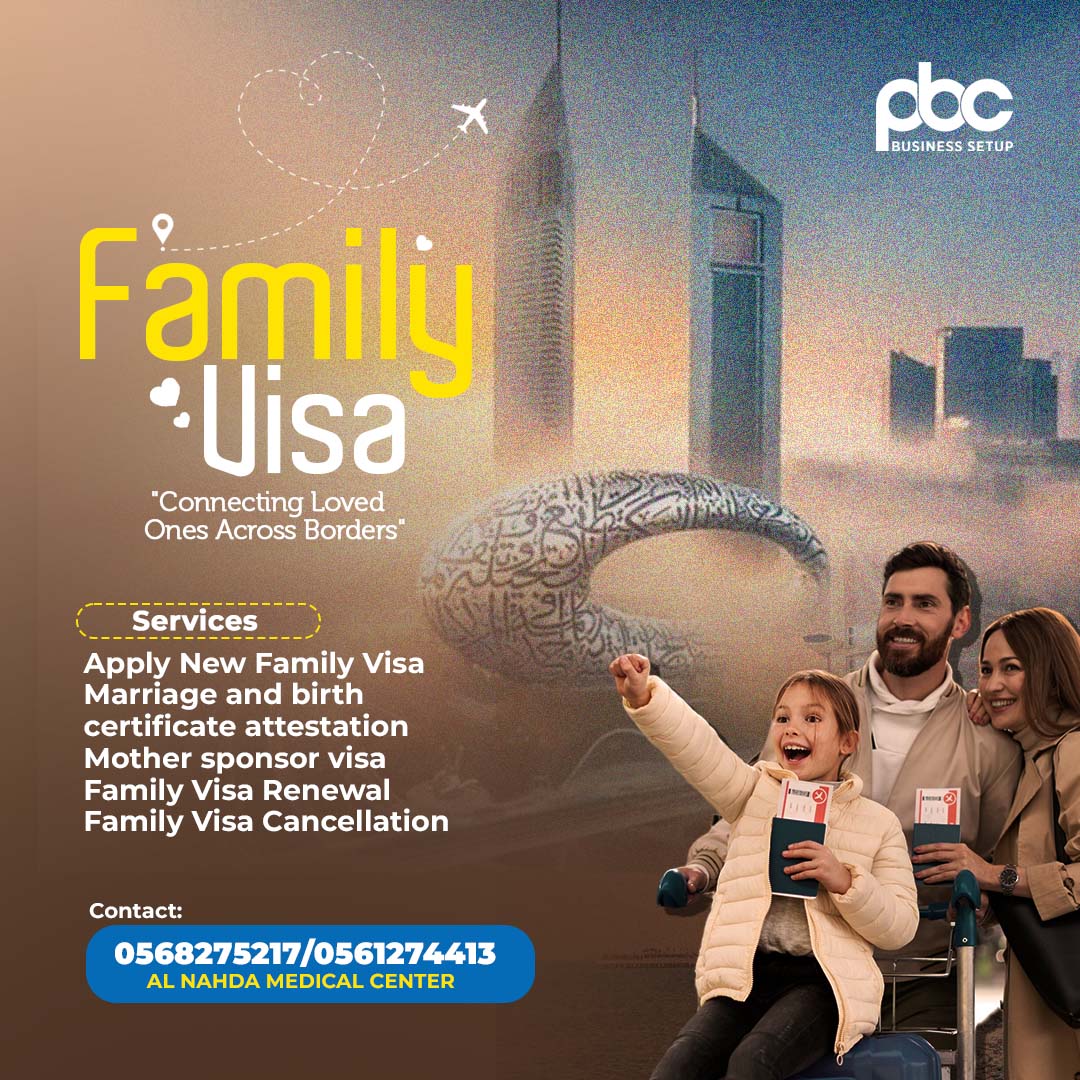 pbc
BUSINESS SETUP
Family
Visa
"Connecting Loved
Ones Across Borders"
Services
Apply New Family Visa
Marriage and birth
certificate attestation
Mother sponsor visa
Family Visa Renewal
Family Visa Cancellation
Contact:
0568275217/0561274413
AL NAHDA MEDICAL CENTER